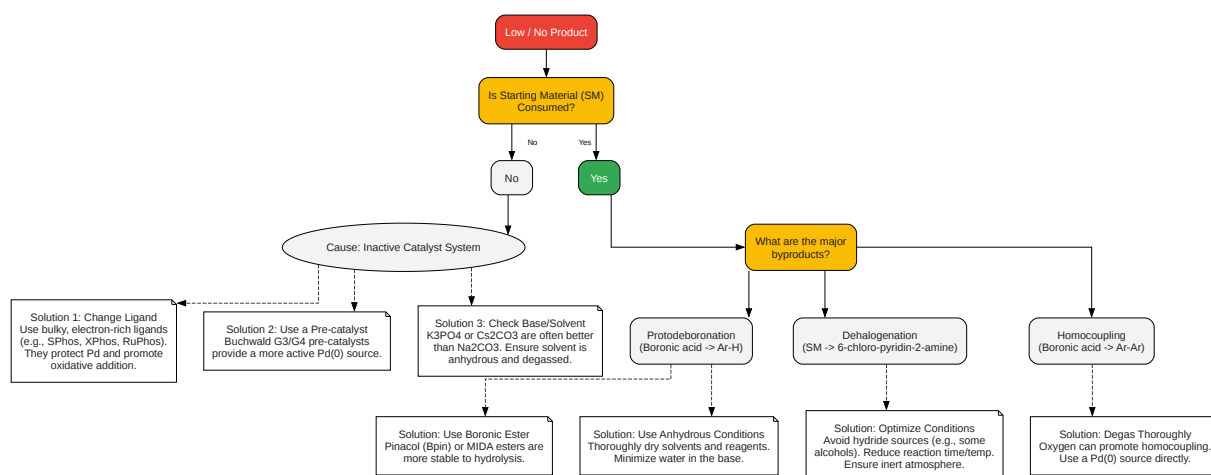 Low / No Product
Is Starting Material (SM)
Consumed?
No
Yes
No
Yes
Cause: Inactive Catalyst System
What are the major
byproducts?
Solution 1: Change Ligand
Use bulky, electron-rich ligands
(e.g., SPhos, XPhos, RuPhos).
They protect Pd and promote
oxidative addition.
Solution 2: Use a Pre-catalyst
Buchwald G3/G4 pre-catalysts
provide a more active Pd(0) source.
Solution 3: Check Base/Solvent
K3PO4 or Cs2CO3 are often better
than Na2CO3. Ensure solvent is
anhydrous and degassed.
Protodeboronation
(Boronic acid -> Ar-H)
Dehalogenation
(SM -> 6-chloro-pyridin-2-amine)
Homocoupling
(Boronic acid -> Ar-Ar)
Solution: Use Boronic Ester
Pinacol (Bpin) or MIDA esters are
more stable to hydrolysis.
Solution: Use Anhydrous Conditions
Thoroughly dry solvents and reagents.
Minimize water in the base.
Solution: Optimize Conditions
Avoid hydride sources (e.g., some
alcohols). Reduce reaction time/temp.
Ensure inert atmosphere.
Solution: Degas Thoroughly
Oxygen can promote homocoupling.
Use a Pd(0) source directly.